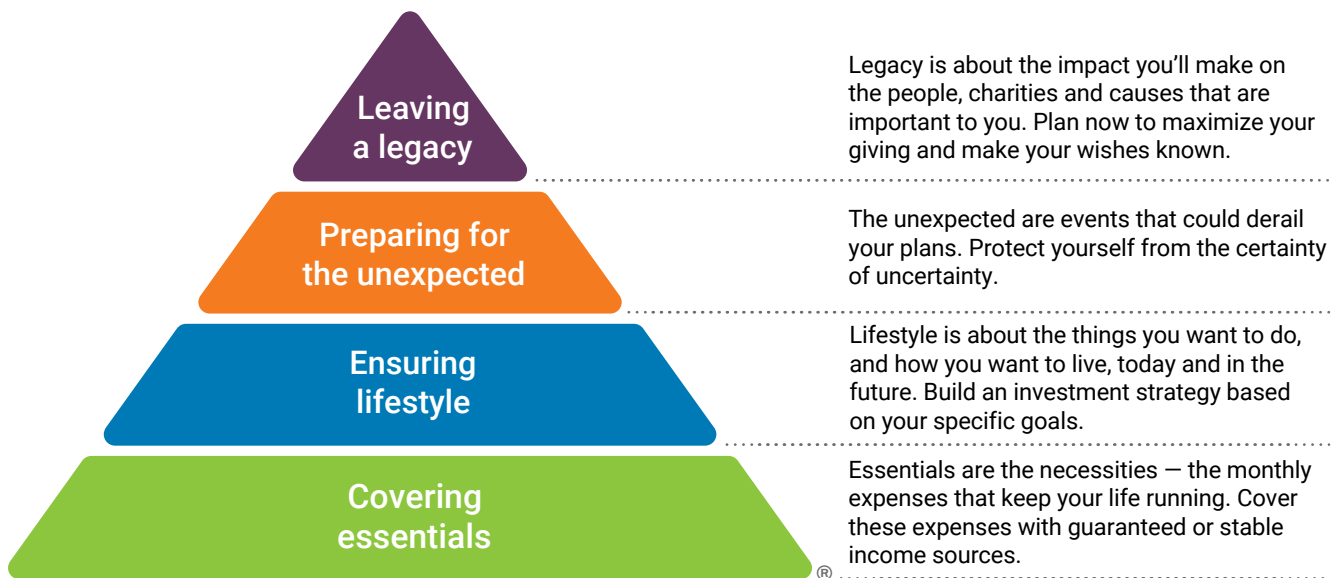 Leaving
a legacy
Legacy is about the impact you’ll make on
the people, charities and causes that are
important to you. Plan now to maximize your
giving and make your wishes known.
Preparing for
the unexpected
The unexpected are events that could derail
your plans. Protect yourself from the certainty
of uncertainty.
Ensuring
lifestyle
Lifestyle is about the things you want to do,
and how you want to live, today and in the
future. Build an investment strategy based
on your specific goals.
Covering
essentials
®
Essentials are the necessities — the monthly
expenses that keep your life running. Cover
these expenses with guaranteed or stable
income sources.